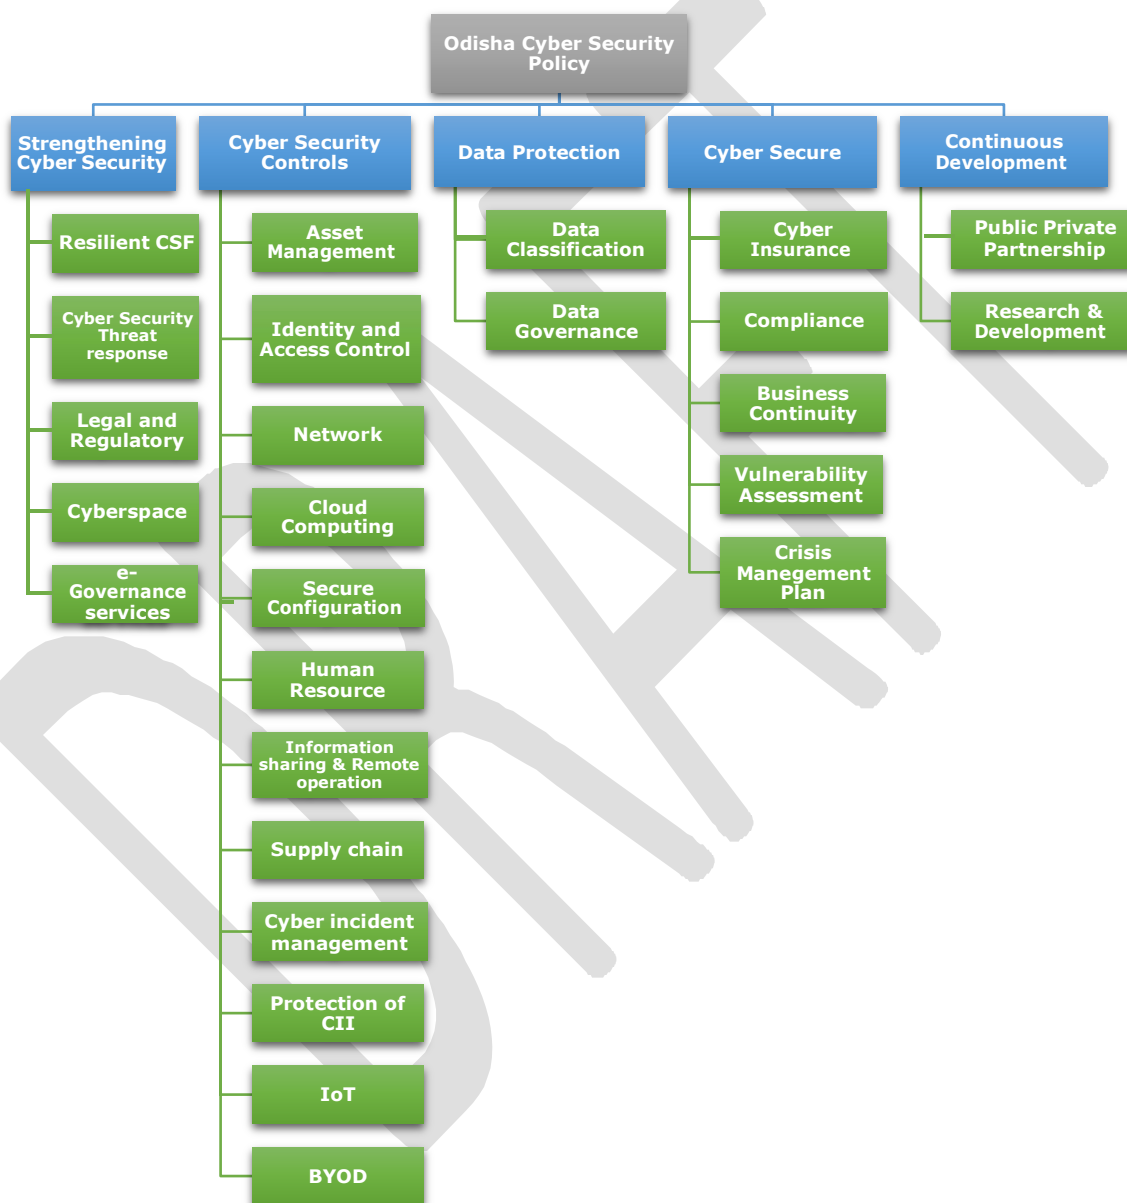 Odisha Cyber Security
Policy
Strengthening
Cyber Security
Resilient CSF
Cyber Security
Threat
response
Legal and
Regulatory
Cyberspace
e-
Governance
services
Cyber Security
Controls
Asset
Management
Identity and
Access Control
Network
Cloud
Computing
Secure
Configuration
Human
Resource
Information
sharing & Remote
operation
Supply chain
Cyber incident
management
Protection of
CII
IoT
BYOD
Data Protection
Data
Classification
Data
Governance
Cyber Secure
Cyber
Insurance
Compliance
Business
Continuity
Vulnerability
Assessment
Crisis
Manegement
Plan
Continuous
Development
Public Private
Partnership
Research &
Development
DRAFT